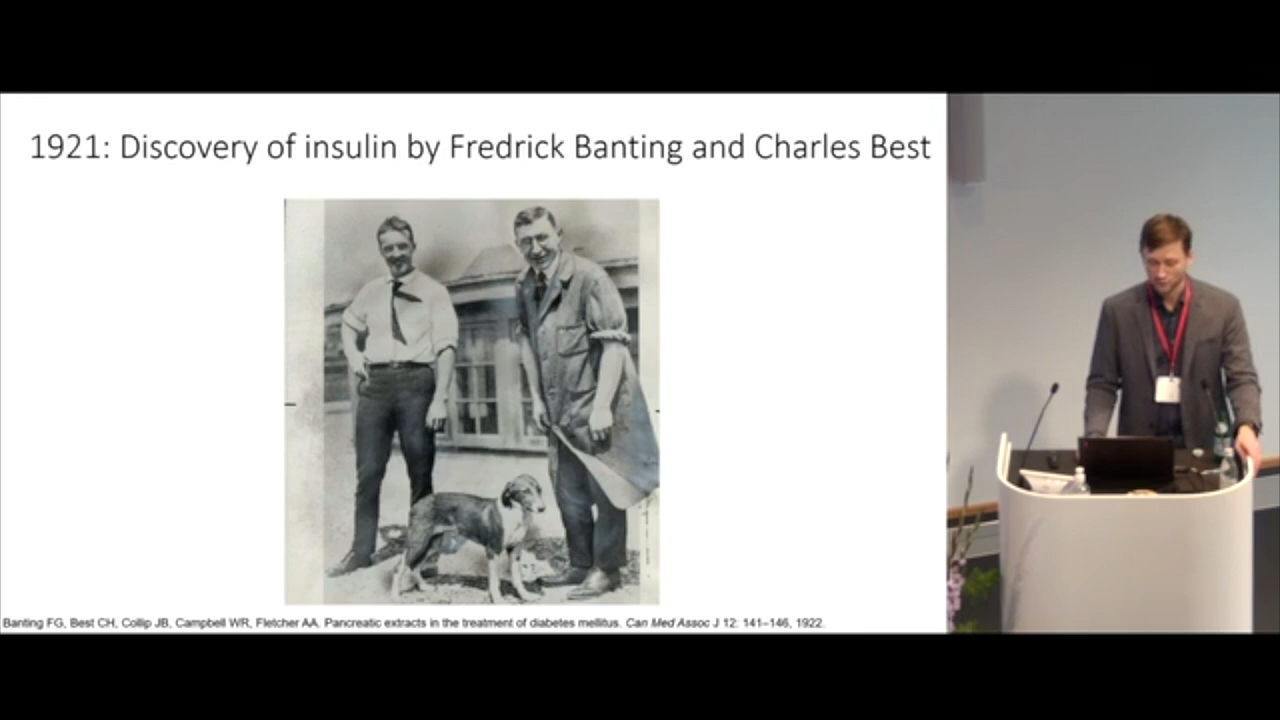 1921: Discovery of insulin by Fredrick Banting and Charles Best
Banting FG, Best CH, Collip JB, Campbell WR, Fletcher AA. Pancreatic extracts in the treatment of diabetes mellitus. Can Med Assoc J 12: 141–146, 1922.